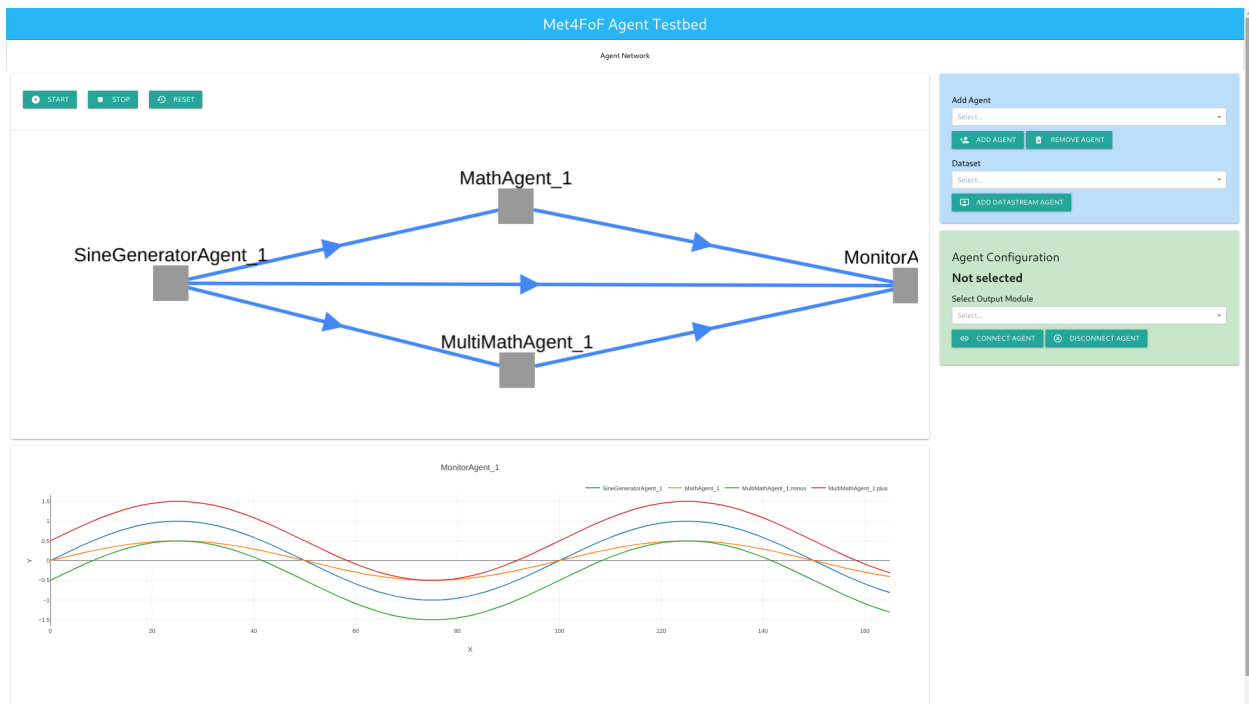 Met4FoF Agent Testbed
Agent Network
START STOP RESET
MathAgent_1
SineGeneratorAgent_1
MonitorA
MultiMathAgent_1
Add Agent
Select...
ADD AGENT REMOVE AGENT
Dataset
Select...
ADD DATASTREAM AGENT
Agent Configuration
Not selected
Select Output Module
Select...
CONNECT AGENT DISCONNECT AGENT
MonitorAgent_1
SineGeneratorAgent_1 MathAgent_1 MultiMathAgent_1:minus MultiMathAgent_1:plus
1.5
1
0.5
0
−0.5
−1
−1.5
Y
0 20 40 60 80 100 120 140 160
X